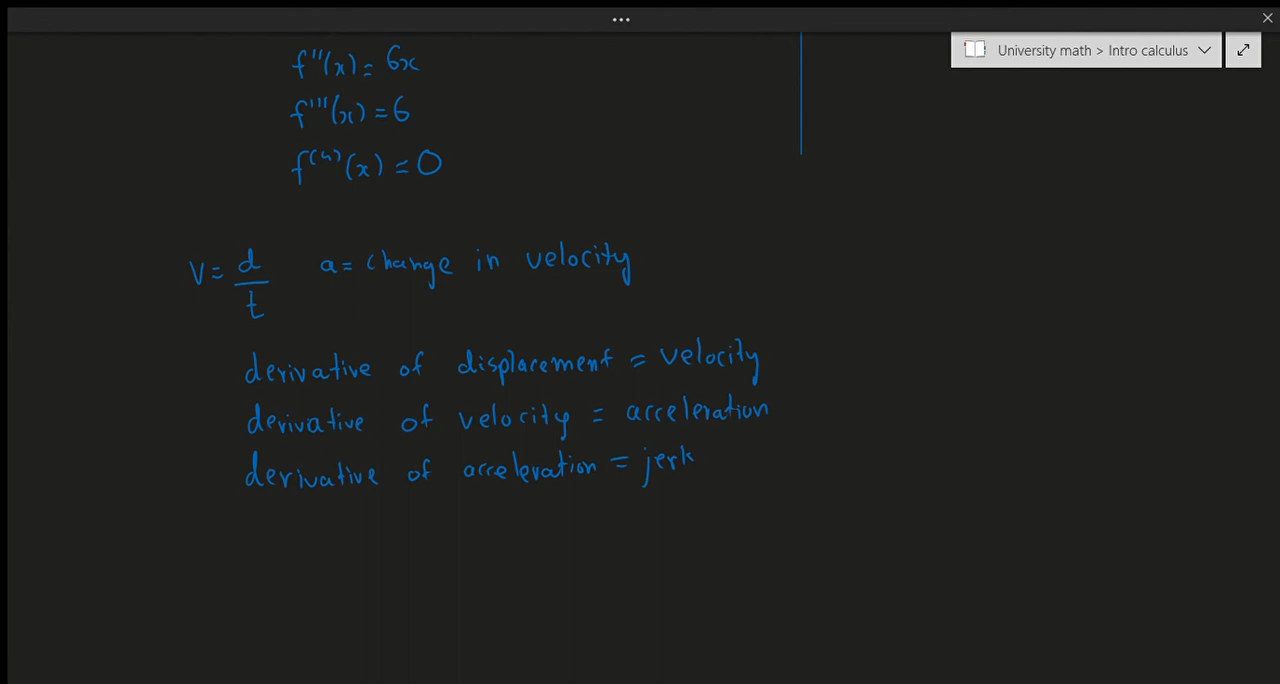 University math > Intro calculus
f''(x) = 6x
f'''(x) = 6
f⁽⁴⁾(x) = 0
v = d/t a = change in velocity
derivative of displacement = velocity
derivative of velocity = acceleration
derivative of acceleration = jerk